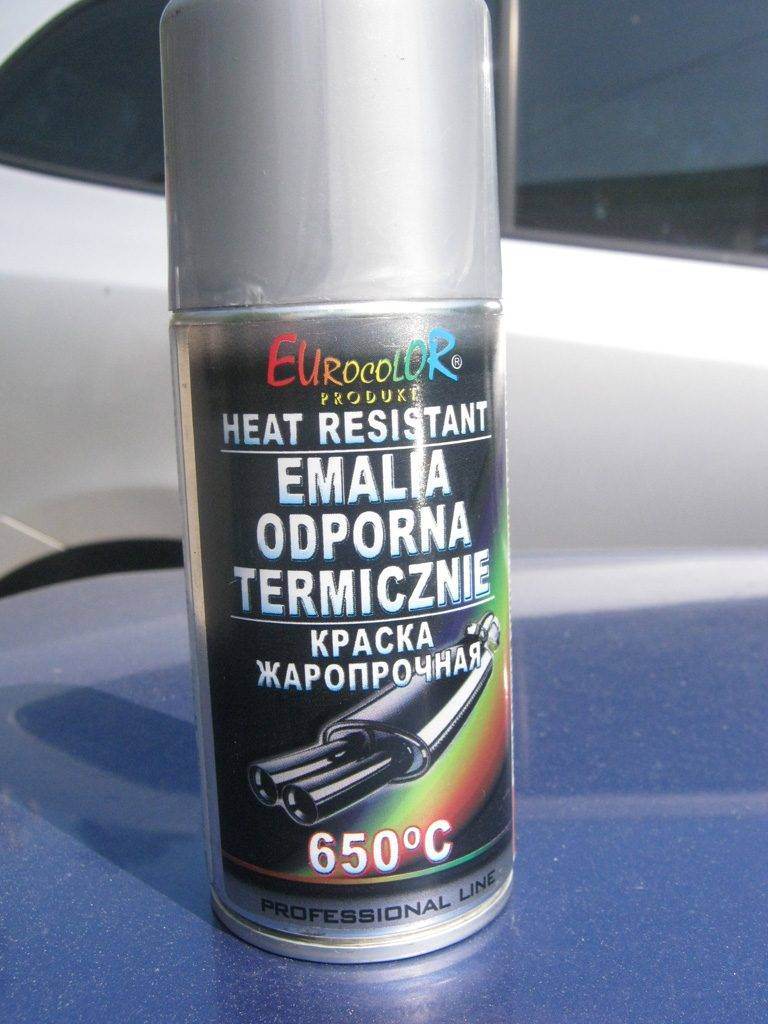 EUROCOLOR®
PRODUKT
HEAT RESISTANT
EMALIA
ODPORNA
TERMICZNIE
КРАСКА
ЖАРОПРОЧНАЯ
650°C
PROFESSIONAL LINE